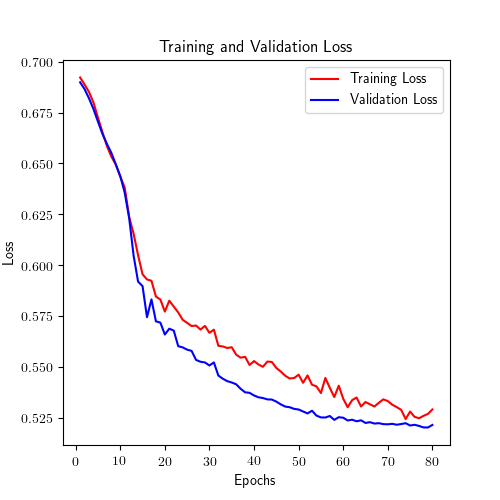 Training and Validation Loss
Training Loss
Validation Loss
0.700
0.675
0.650
0.625
0.600
0.575
0.550
0.525
Loss
0 10 20 30 40 50 60 70 80
Epochs